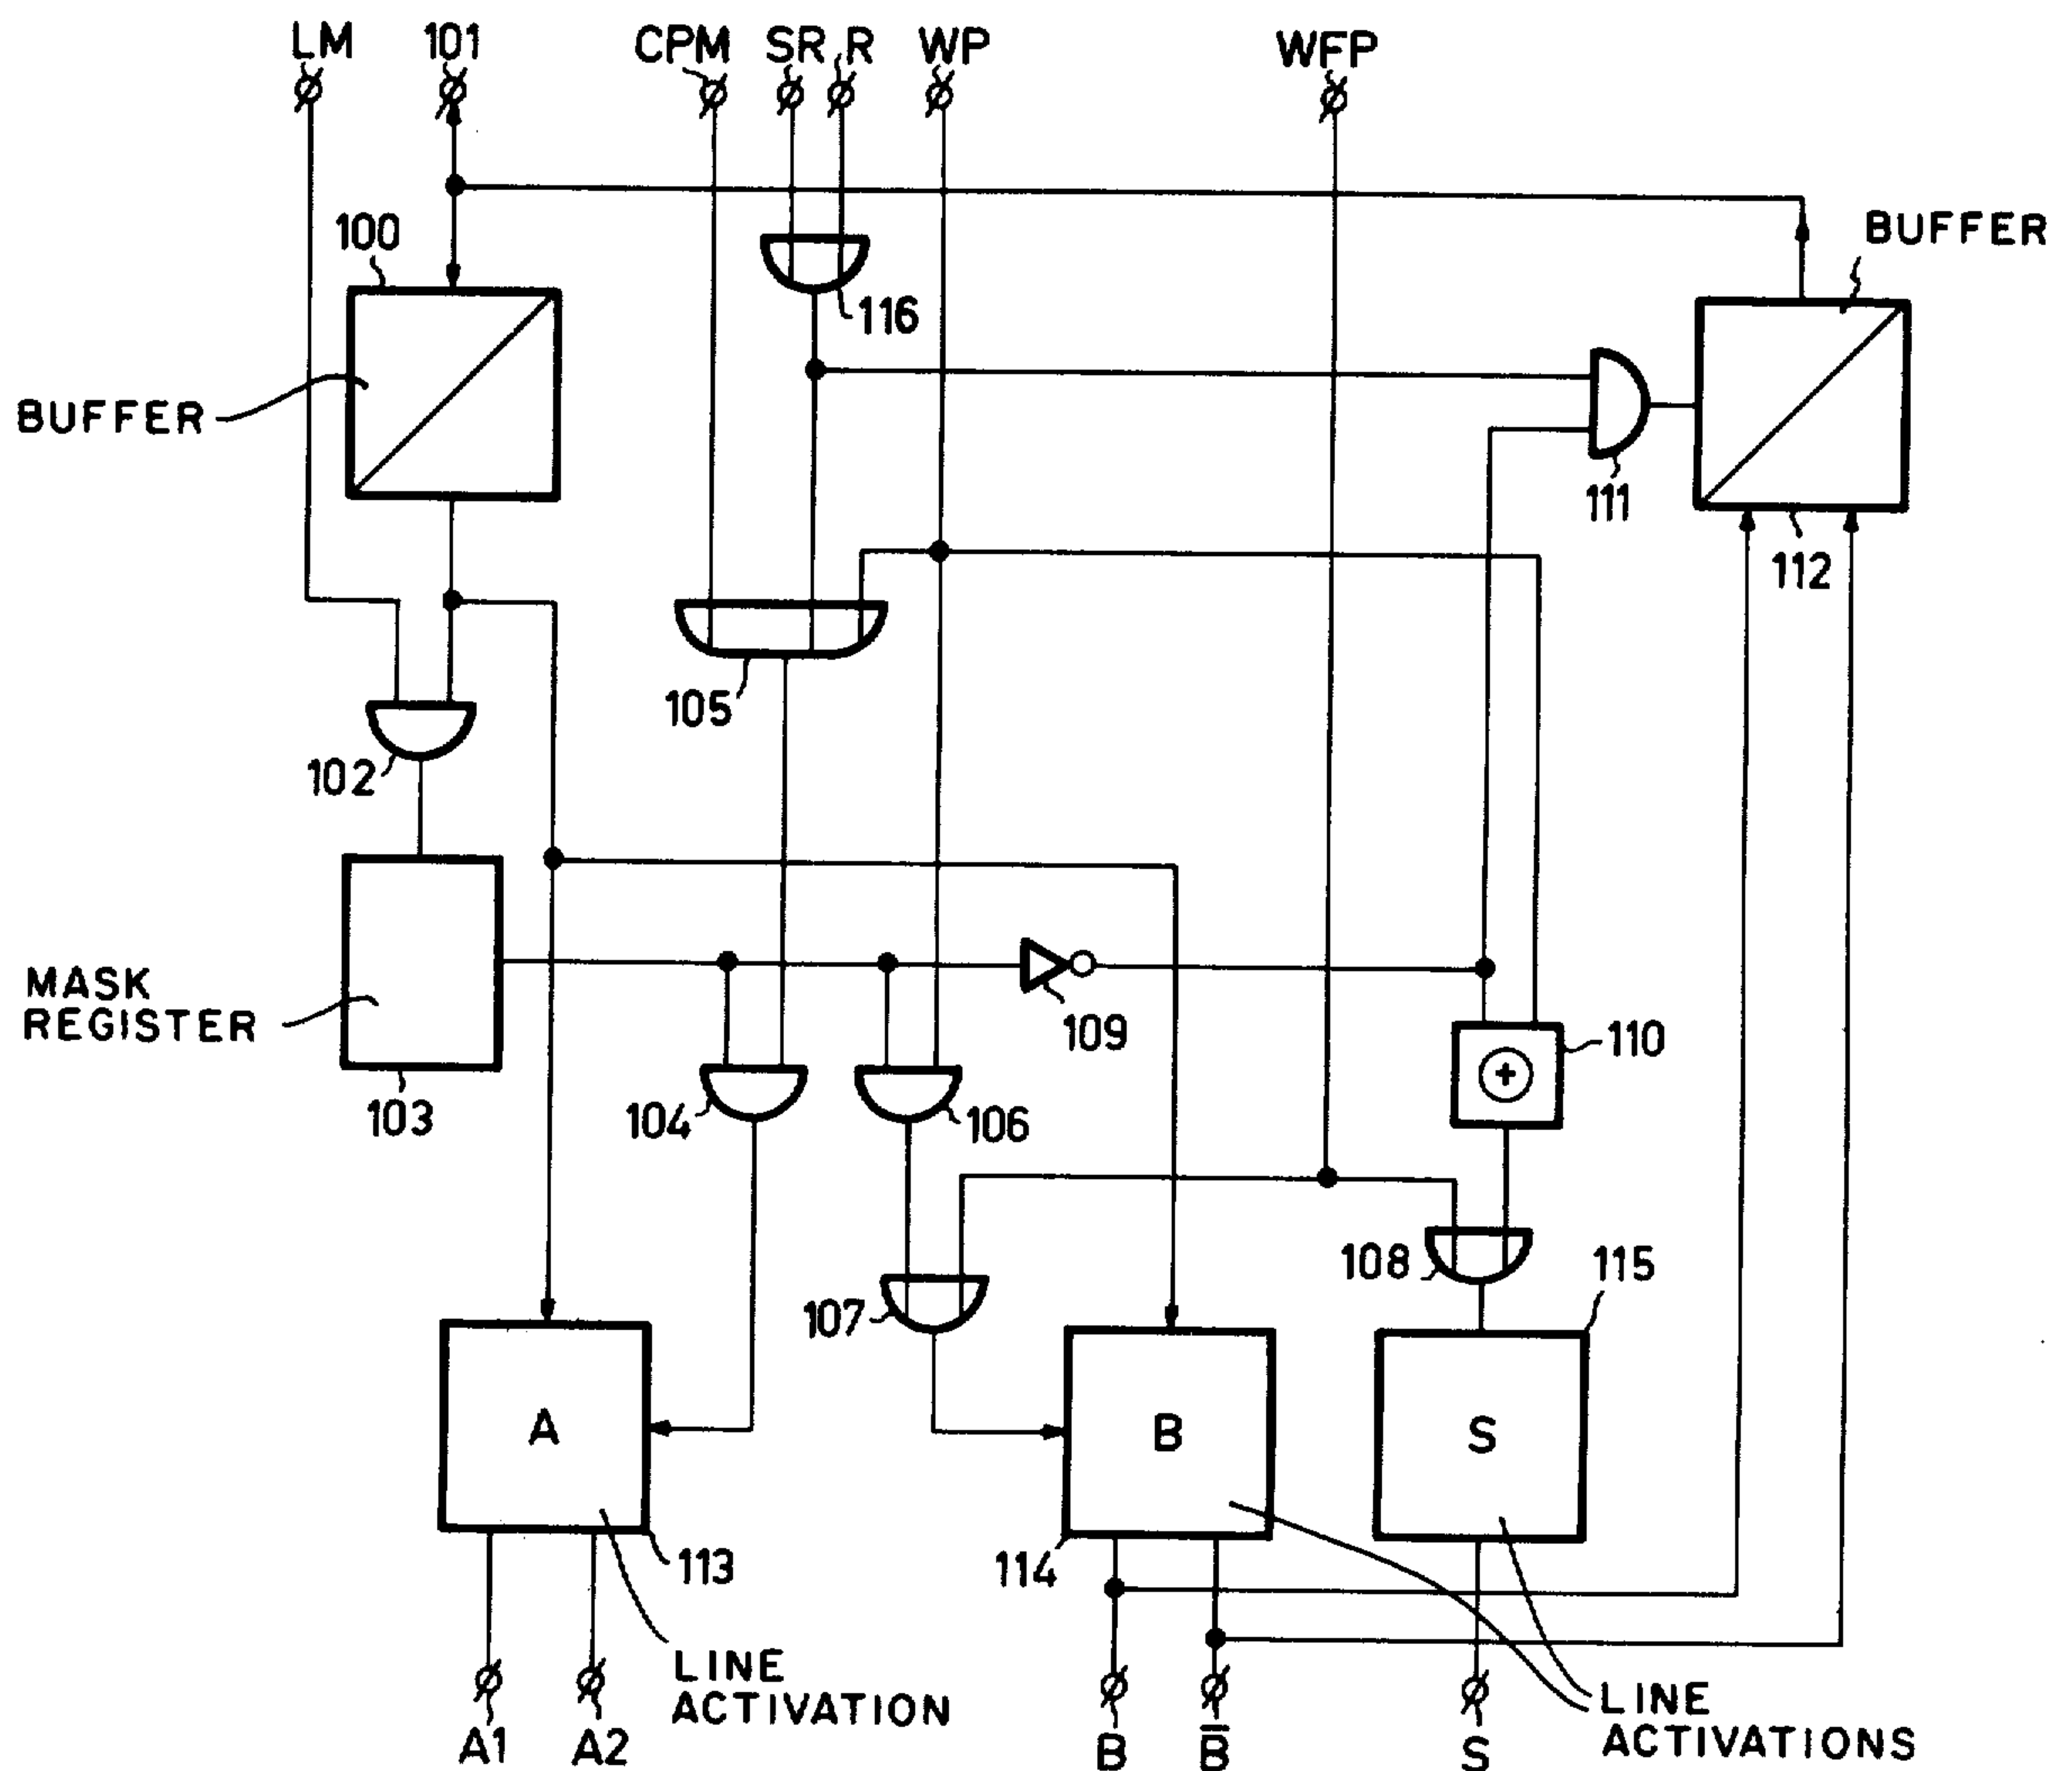 LM 101 CPM SR R WP WFP
100
BUFFER
116
BUFFER
111
112
105
102
MASK
REGISTER
109
110
103
104
106
108
115
107
A
B
S
113
114
LINE
ACTIVATION
LINE
ACTIVATIONS
A1 A2 B B̅ S